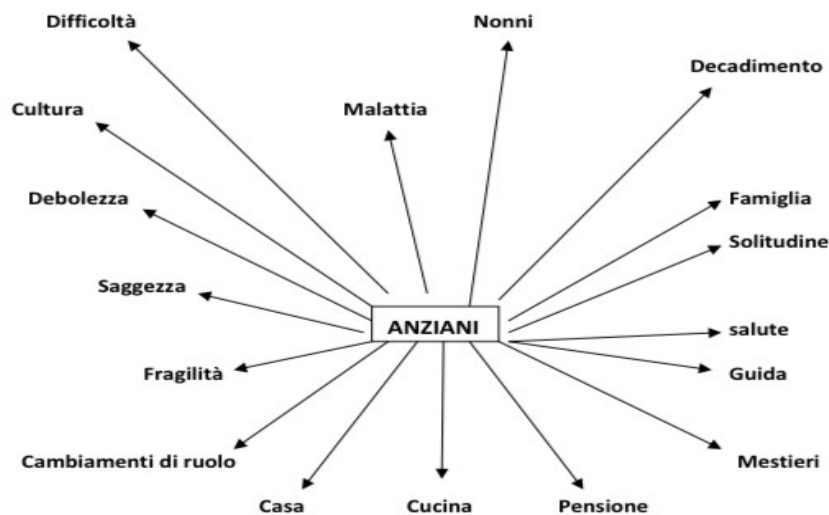 Difficoltà
Nonni
Decadimento
Cultura
Malattia
Debolezza
Famiglia
Solitudine
Saggezza
ANZIANI
salute
Fragilità
Guida
Cambiamenti di ruolo
Mestieri
Casa
Cucina
Pensione